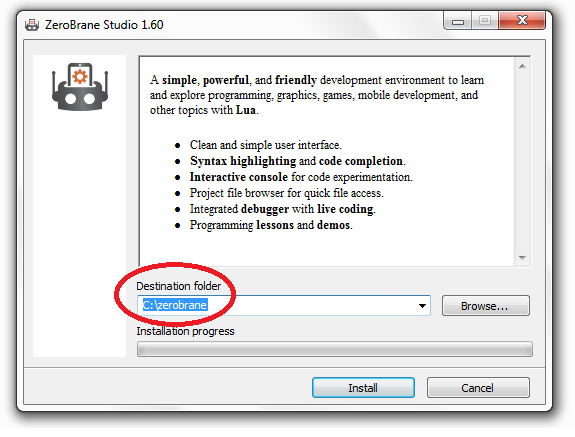 ZeroBrane Studio 1.60
A simple, powerful, and friendly development environment to learn
and explore programming, graphics, games, mobile development, and
other topics with Lua.
• Clean and simple user interface.
• Syntax highlighting and code completion.
• Interactive console for code experimentation.
• Project file browser for quick file access.
• Integrated debugger with live coding.
• Programming lessons and demos.
Destination folder
C:\zerobrane
Browse...
Installation progress
Install
Cancel